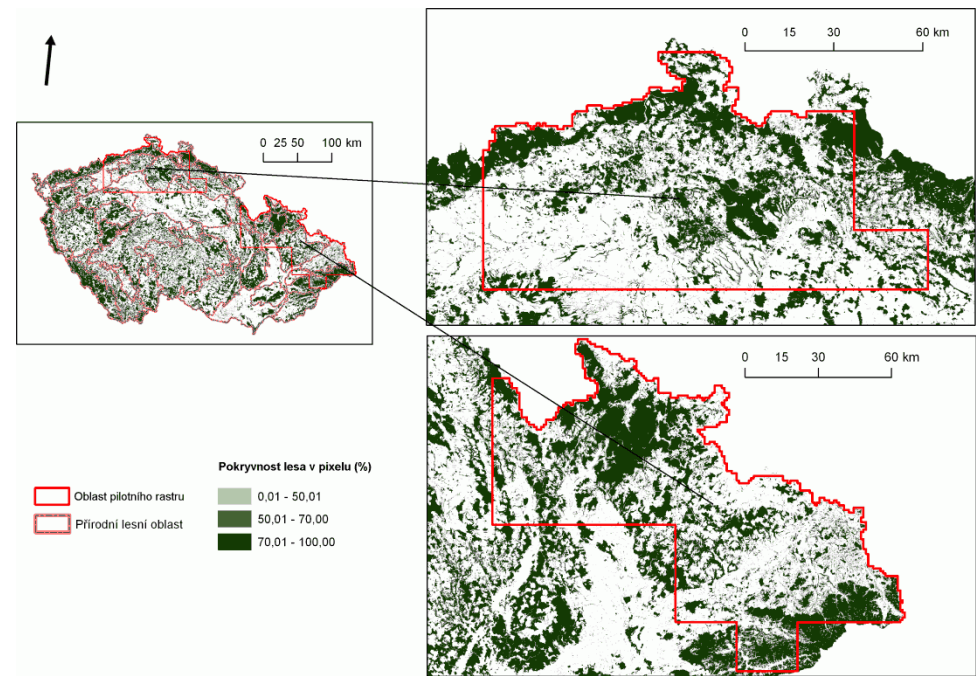 0 15 30 60 km
0 25 50 100 km
0 15 30 60 km
Pokryvnost lesa v pixelu (%)
Oblast pilotního rastru
Přírodní lesní oblast
0,01 - 50,01
50,01 - 70,00
70,01 - 100,00